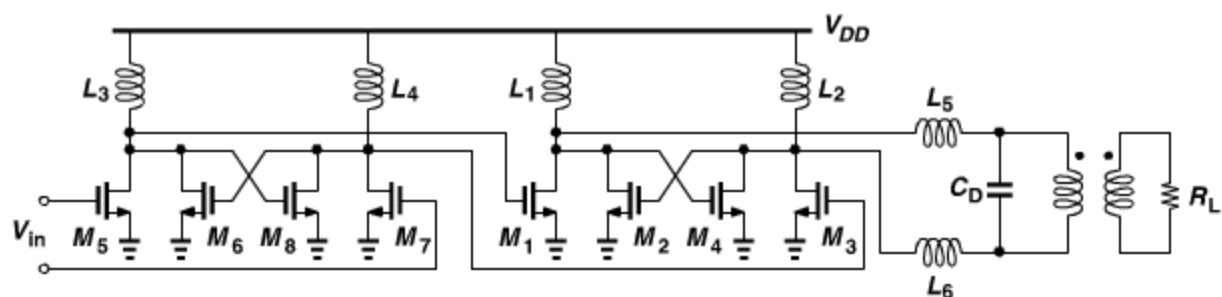 V_DD
L_3
L_4
L_1
L_2
L_5
C_D
R_L
V_in
M_5
M_6
M_8
M_7
M_1
M_2
M_4
M_3
L_6